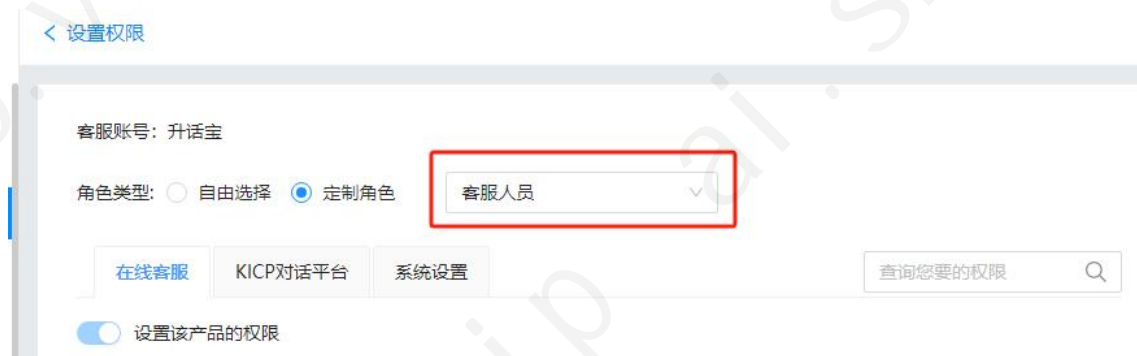 < 设置权限
客服账号：升话宝
角色类型: 自由选择 定制角色 客服人员
在线客服 KICP对话平台 系统设置 查询您要的权限
设置该产品的权限